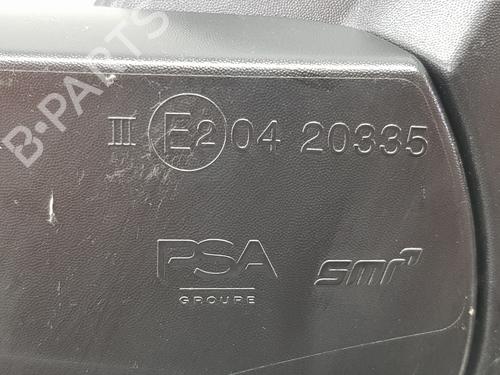 III E2 04 20335
PSA smr
GROUPE
B-PARTS